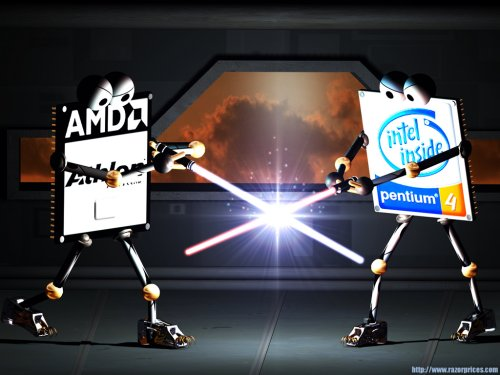 AMD
Athlon
intel
inside
pentium® 4
http://www.razorprices.com